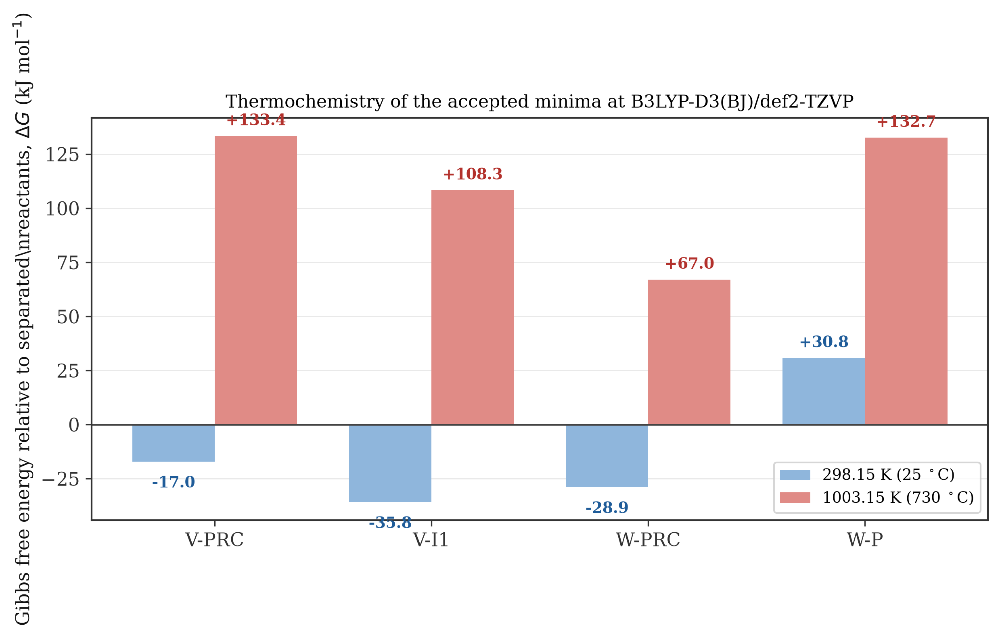 Thermochemistry of the accepted minima at B3LYP-D3(BJ)/def2-TZVP
Gibbs free energy relative to separated\nreactants, ΔG (kJ mol⁻¹)
125
100
75
50
25
0
−25
+133.4
-17.0
+108.3
-35.8
+67.0
-28.9
+132.7
+30.8
298.15 K (25 °C)
1003.15 K (730 °C)
V-PRC
V-I1
W-PRC
W-P